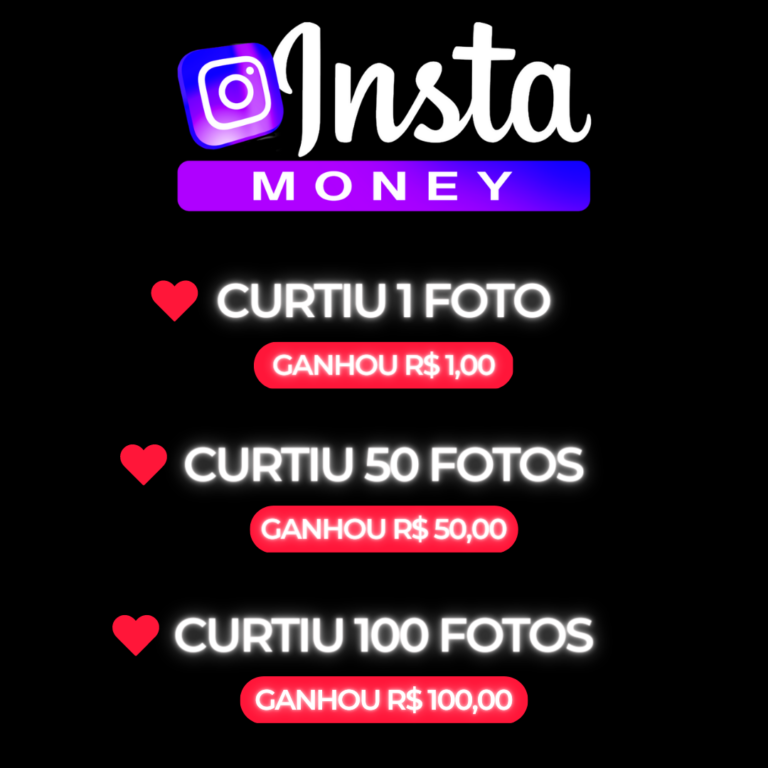 Insta
MONEY
CURTIU 1 FOTO
GANHOU R$ 1,00
CURTIU 50 FOTOS
GANHOU R$ 50,00
CURTIU 100 FOTOS
GANHOU R$ 100,00